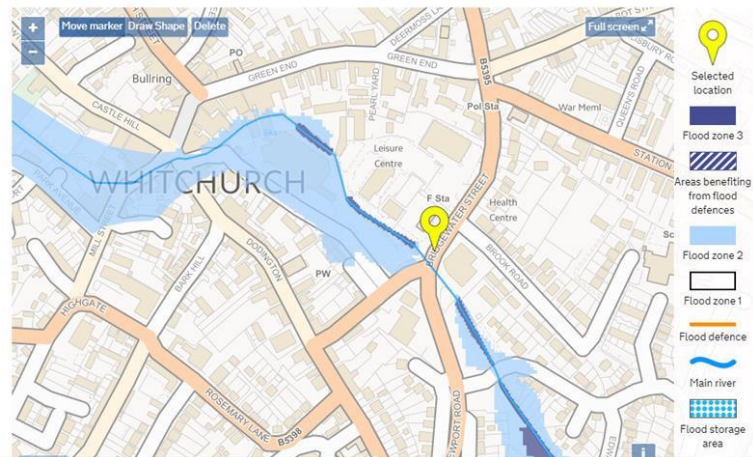 +
−
Move marker
Draw Shape
Delete
Full screen
Bullring
PO
GREEN END
GREEN END
PEARL YARD
B5395
Pol Sta
War Meml
QUEEN'S ROAD
STATION
CASTLE HILL
Leisure
Centre
WHITCHURCH
PARK AVENUE
MILL STREET
F Sta
Health
Centre
BRIDGEWATER STREET
BROOK ROAD
DODINGTON
BARK HILL
PW
HIGHGATE
ROSEMARY LANE
B5398
i
Selected
location
Flood zone 3
Areas benefiting
from flood
defences
Flood zone 2
Flood zone 1
Flood defence
Main river
Flood storage
area